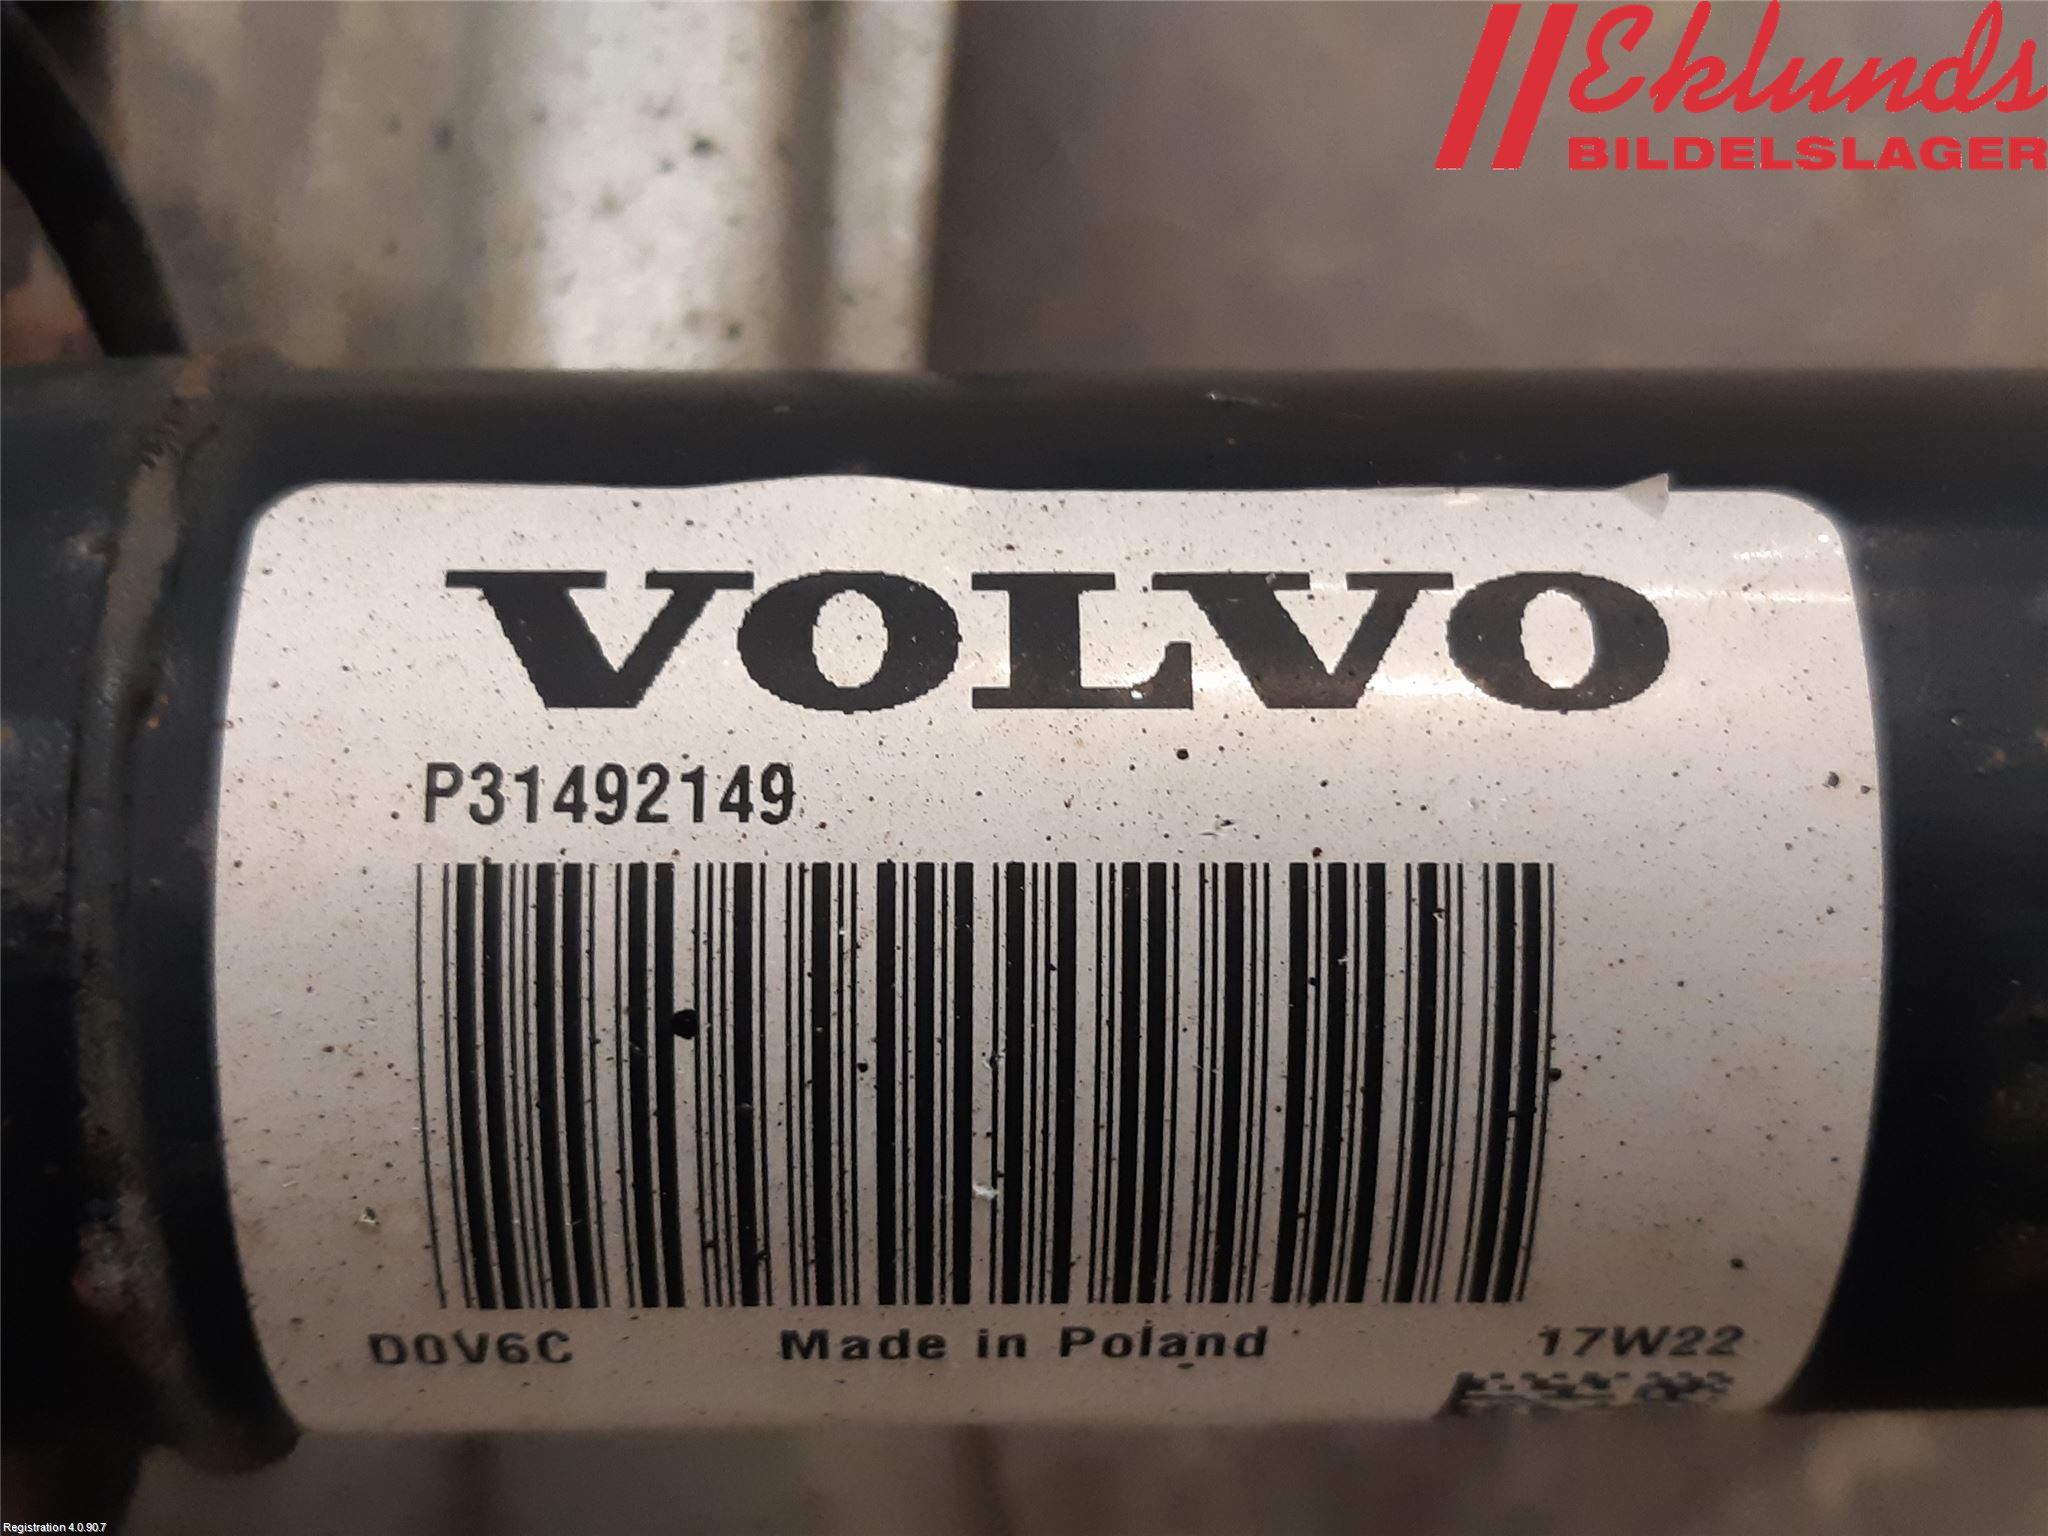 Eklunds
BILDELSLAGER
VOLVO
P31492149
D0V6C Made in Poland 17W22
Registration 4.0.90.7